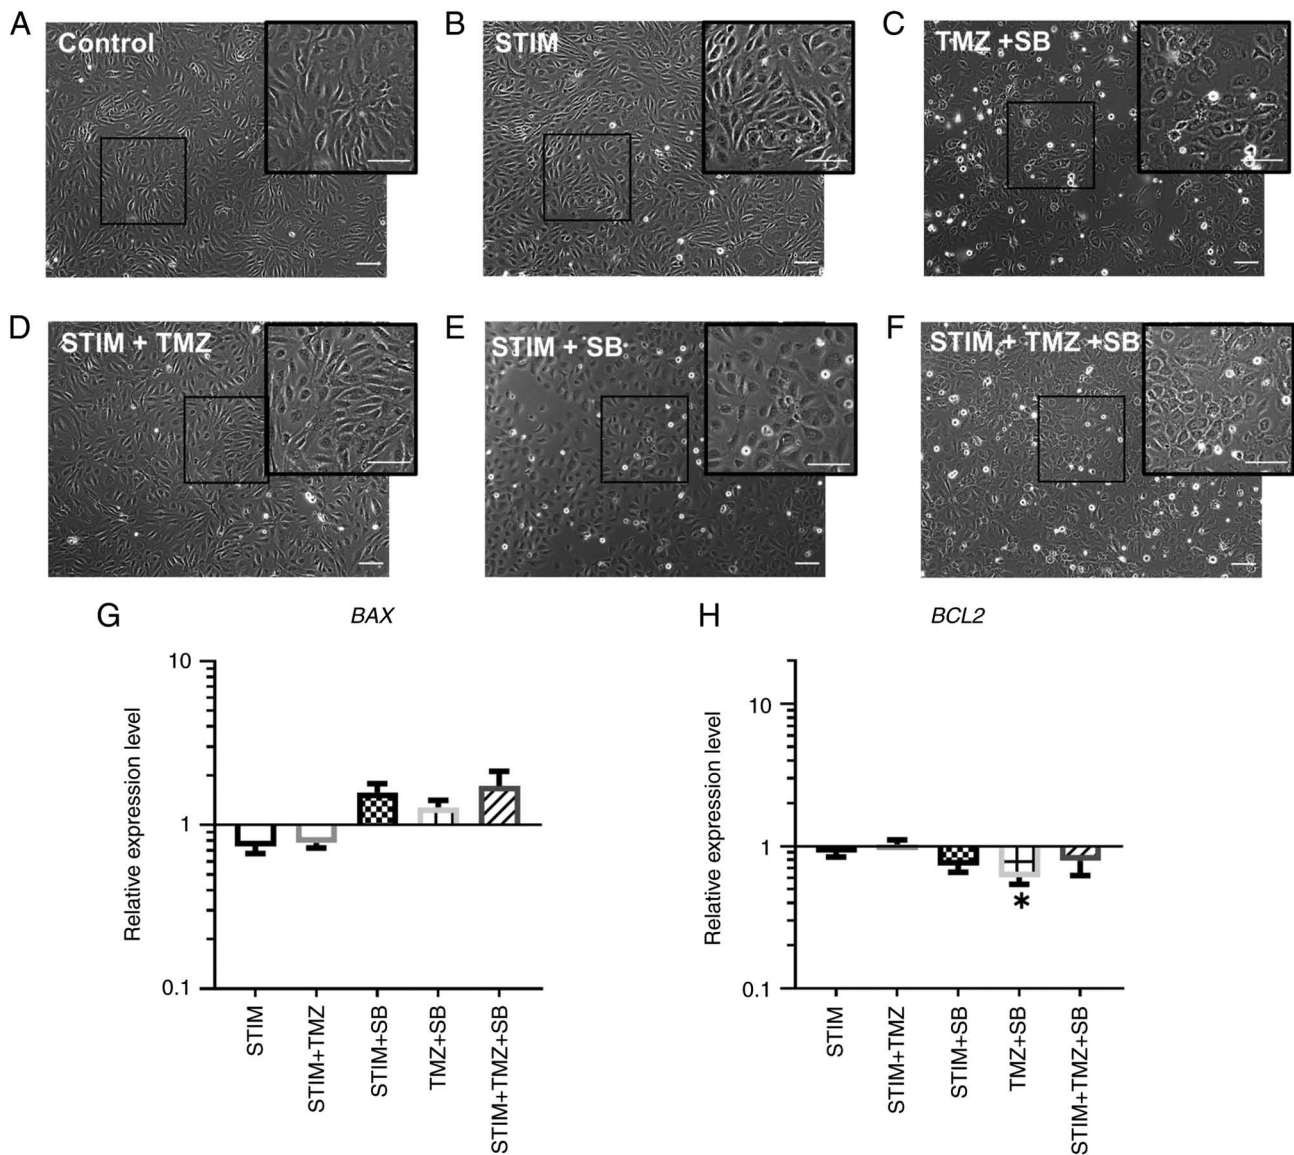 A
Control
B
STIM
C
TMZ +SB
D
STIM + TMZ
E
STIM + SB
F
STIM + TMZ +SB
G
BAX
Relative expression level
10
1
0.1
STIM
STIM+TMZ
STIM+SB
TMZ+SB
STIM+TMZ+SB
H
BCL2
Relative expression level
10
1
0.1
*
STIM
STIM+TMZ
STIM+SB
TMZ+SB
STIM+TMZ+SB